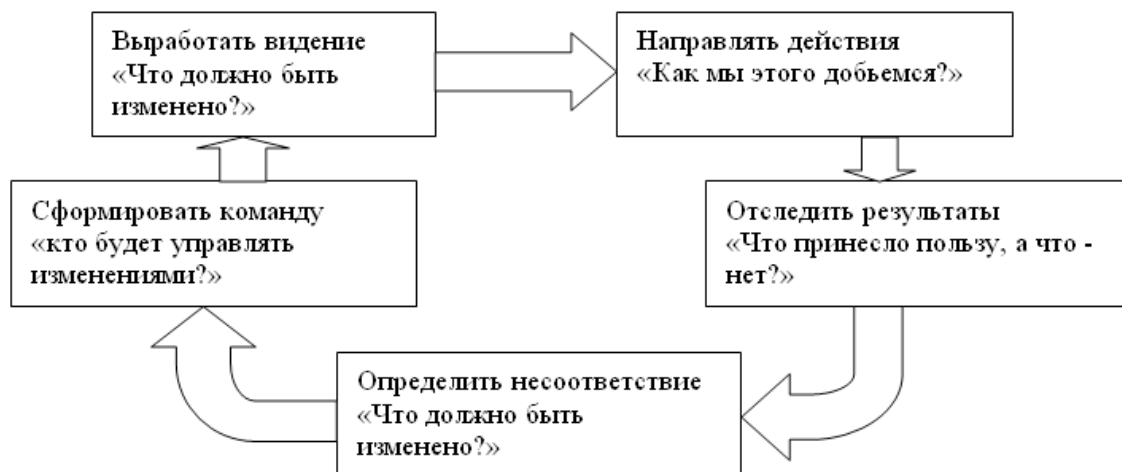 Выработать видение
«Что должно быть
изменено?»
Направлять действия
«Как мы этого добьемся?»
Сформировать команду
«кто будет управлять
изменениями?»
Отследить результаты
«Что принесло пользу, а что -
нет?»
Определить несоответствие
«Что должно быть
изменено?»